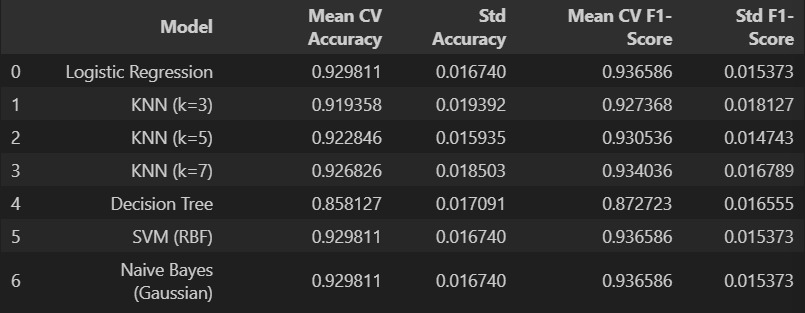 Model Mean CV Accuracy Std Accuracy Mean CV F1-Score Std F1-Score
0 Logistic Regression 0.929811 0.016740 0.936586 0.015373
1 KNN (k=3) 0.919358 0.019392 0.927368 0.018127
2 KNN (k=5) 0.922846 0.015935 0.930536 0.014743
3 KNN (k=7) 0.926826 0.018503 0.934036 0.016789
4 Decision Tree 0.858127 0.017091 0.872723 0.016555
5 SVM (RBF) 0.929811 0.016740 0.936586 0.015373
6 Naive Bayes (Gaussian) 0.929811 0.016740 0.936586 0.015373